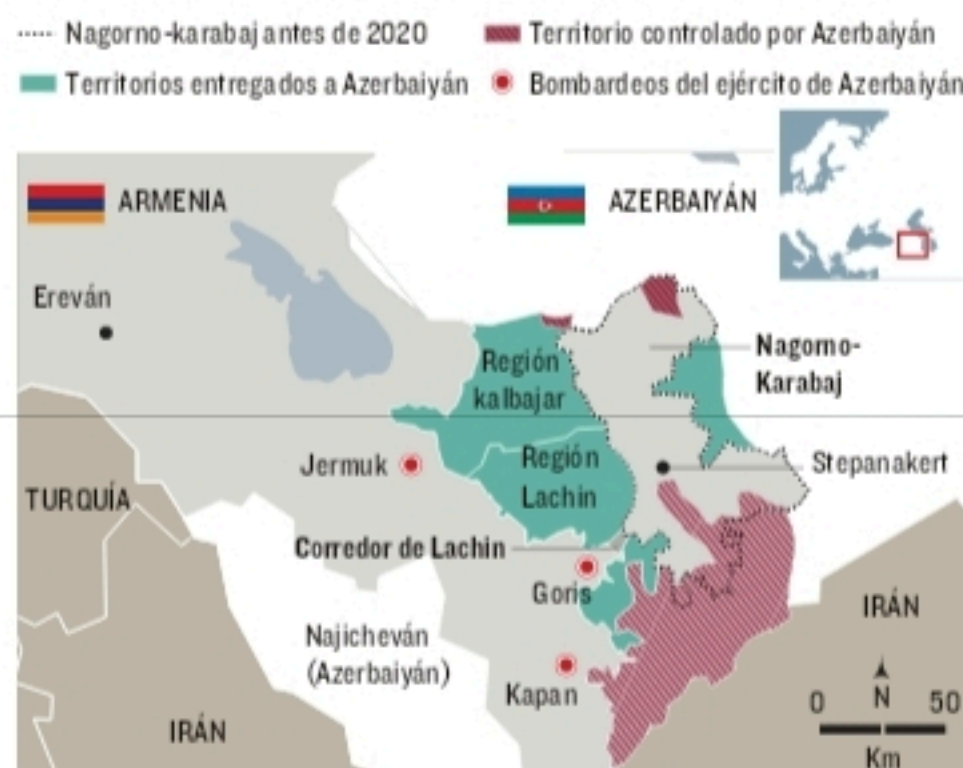 Nagorno-karabaj antes de 2020
Territorio controlado por Azerbaiyán
Territorios entregados a Azerbaiyán
Bombardeos del ejército de Azerbaiyán
ARMENIA
AZERBAIYÁN
Ereván
Región
kalbajar
Nagorno-
Karabaj
Jermuk
Región
Lachin
Stepanakert
TURQUÍA
Corredor de Lachin
Goris
IRÁN
Najicheván
(Azerbaiyán)
Kapan
0 N 50
Km
IRÁN